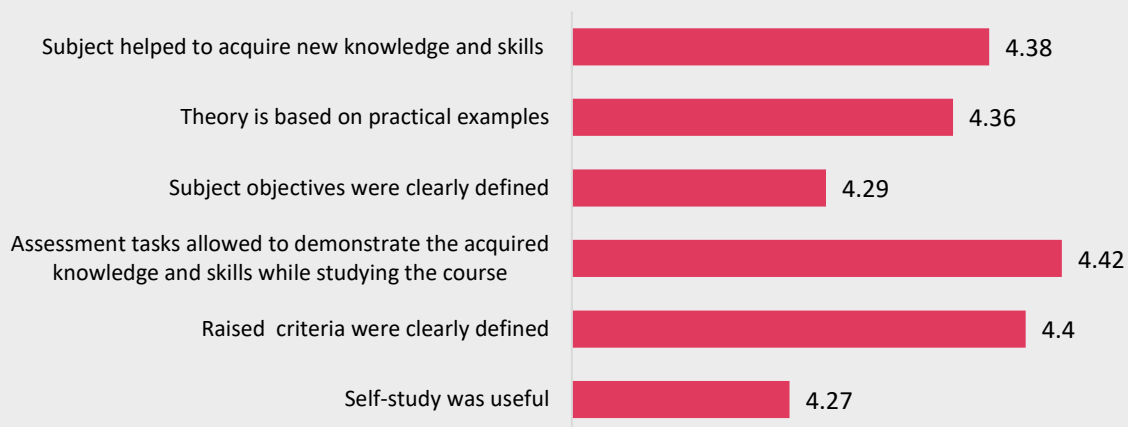 Subject helped to acquire new knowledge and skills 4.38
Theory is based on practical examples 4.36
Subject objectives were clearly defined 4.29
Assessment tasks allowed to demonstrate the acquired
knowledge and skills while studying the course 4.42
Raised  criteria were clearly defined 4.4
Self-study was useful 4.27